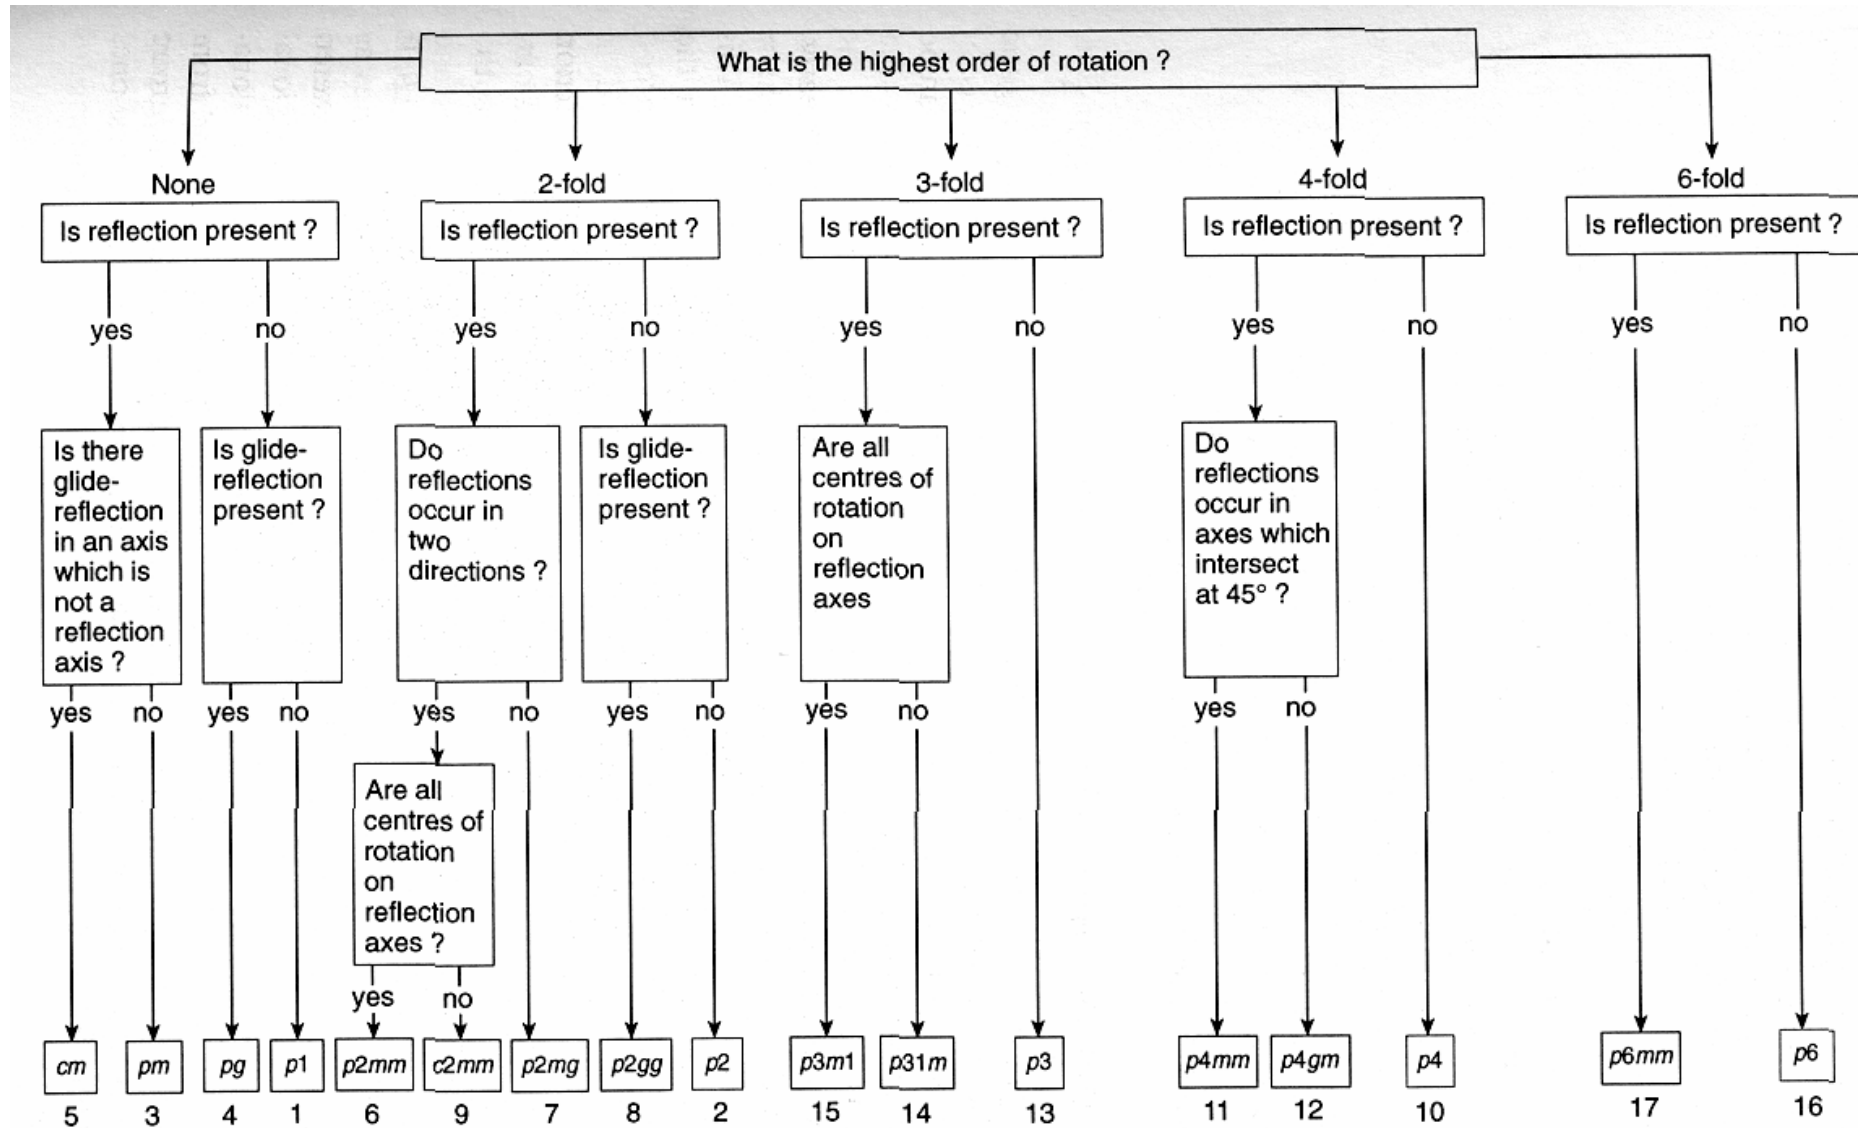 What is the highest order of rotation ?
None
2-fold
3-fold
4-fold
6-fold
Is reflection present ?
Is reflection present ?
Is reflection present ?
Is reflection present ?
Is reflection present ?
yes
no
yes
no
yes
no
yes
no
yes
no
Is there
glide-
reflection
in an axis
which is
not a
reflection
axis ?
Is glide-
reflection
present ?
Do
reflections
occur in
two
directions ?
Is glide-
reflection
present ?
Are all
centres of
rotation
on
reflection
axes
Do
reflections
occur in
axes which
intersect
at 45° ?
yes
no
yes
no
yes
no
yes
no
yes
no
yes
no
Are all
centres of
rotation
on
reflection
axes ?
yes
no
cm
pm
pg
p1
p2mm
c2mm
p2mg
p2gg
p2
p3m1
p31m
p3
p4mm
p4gm
p4
p6mm
p6
5
3
4
1
6
9
7
8
2
15
14
13
11
12
10
17
16